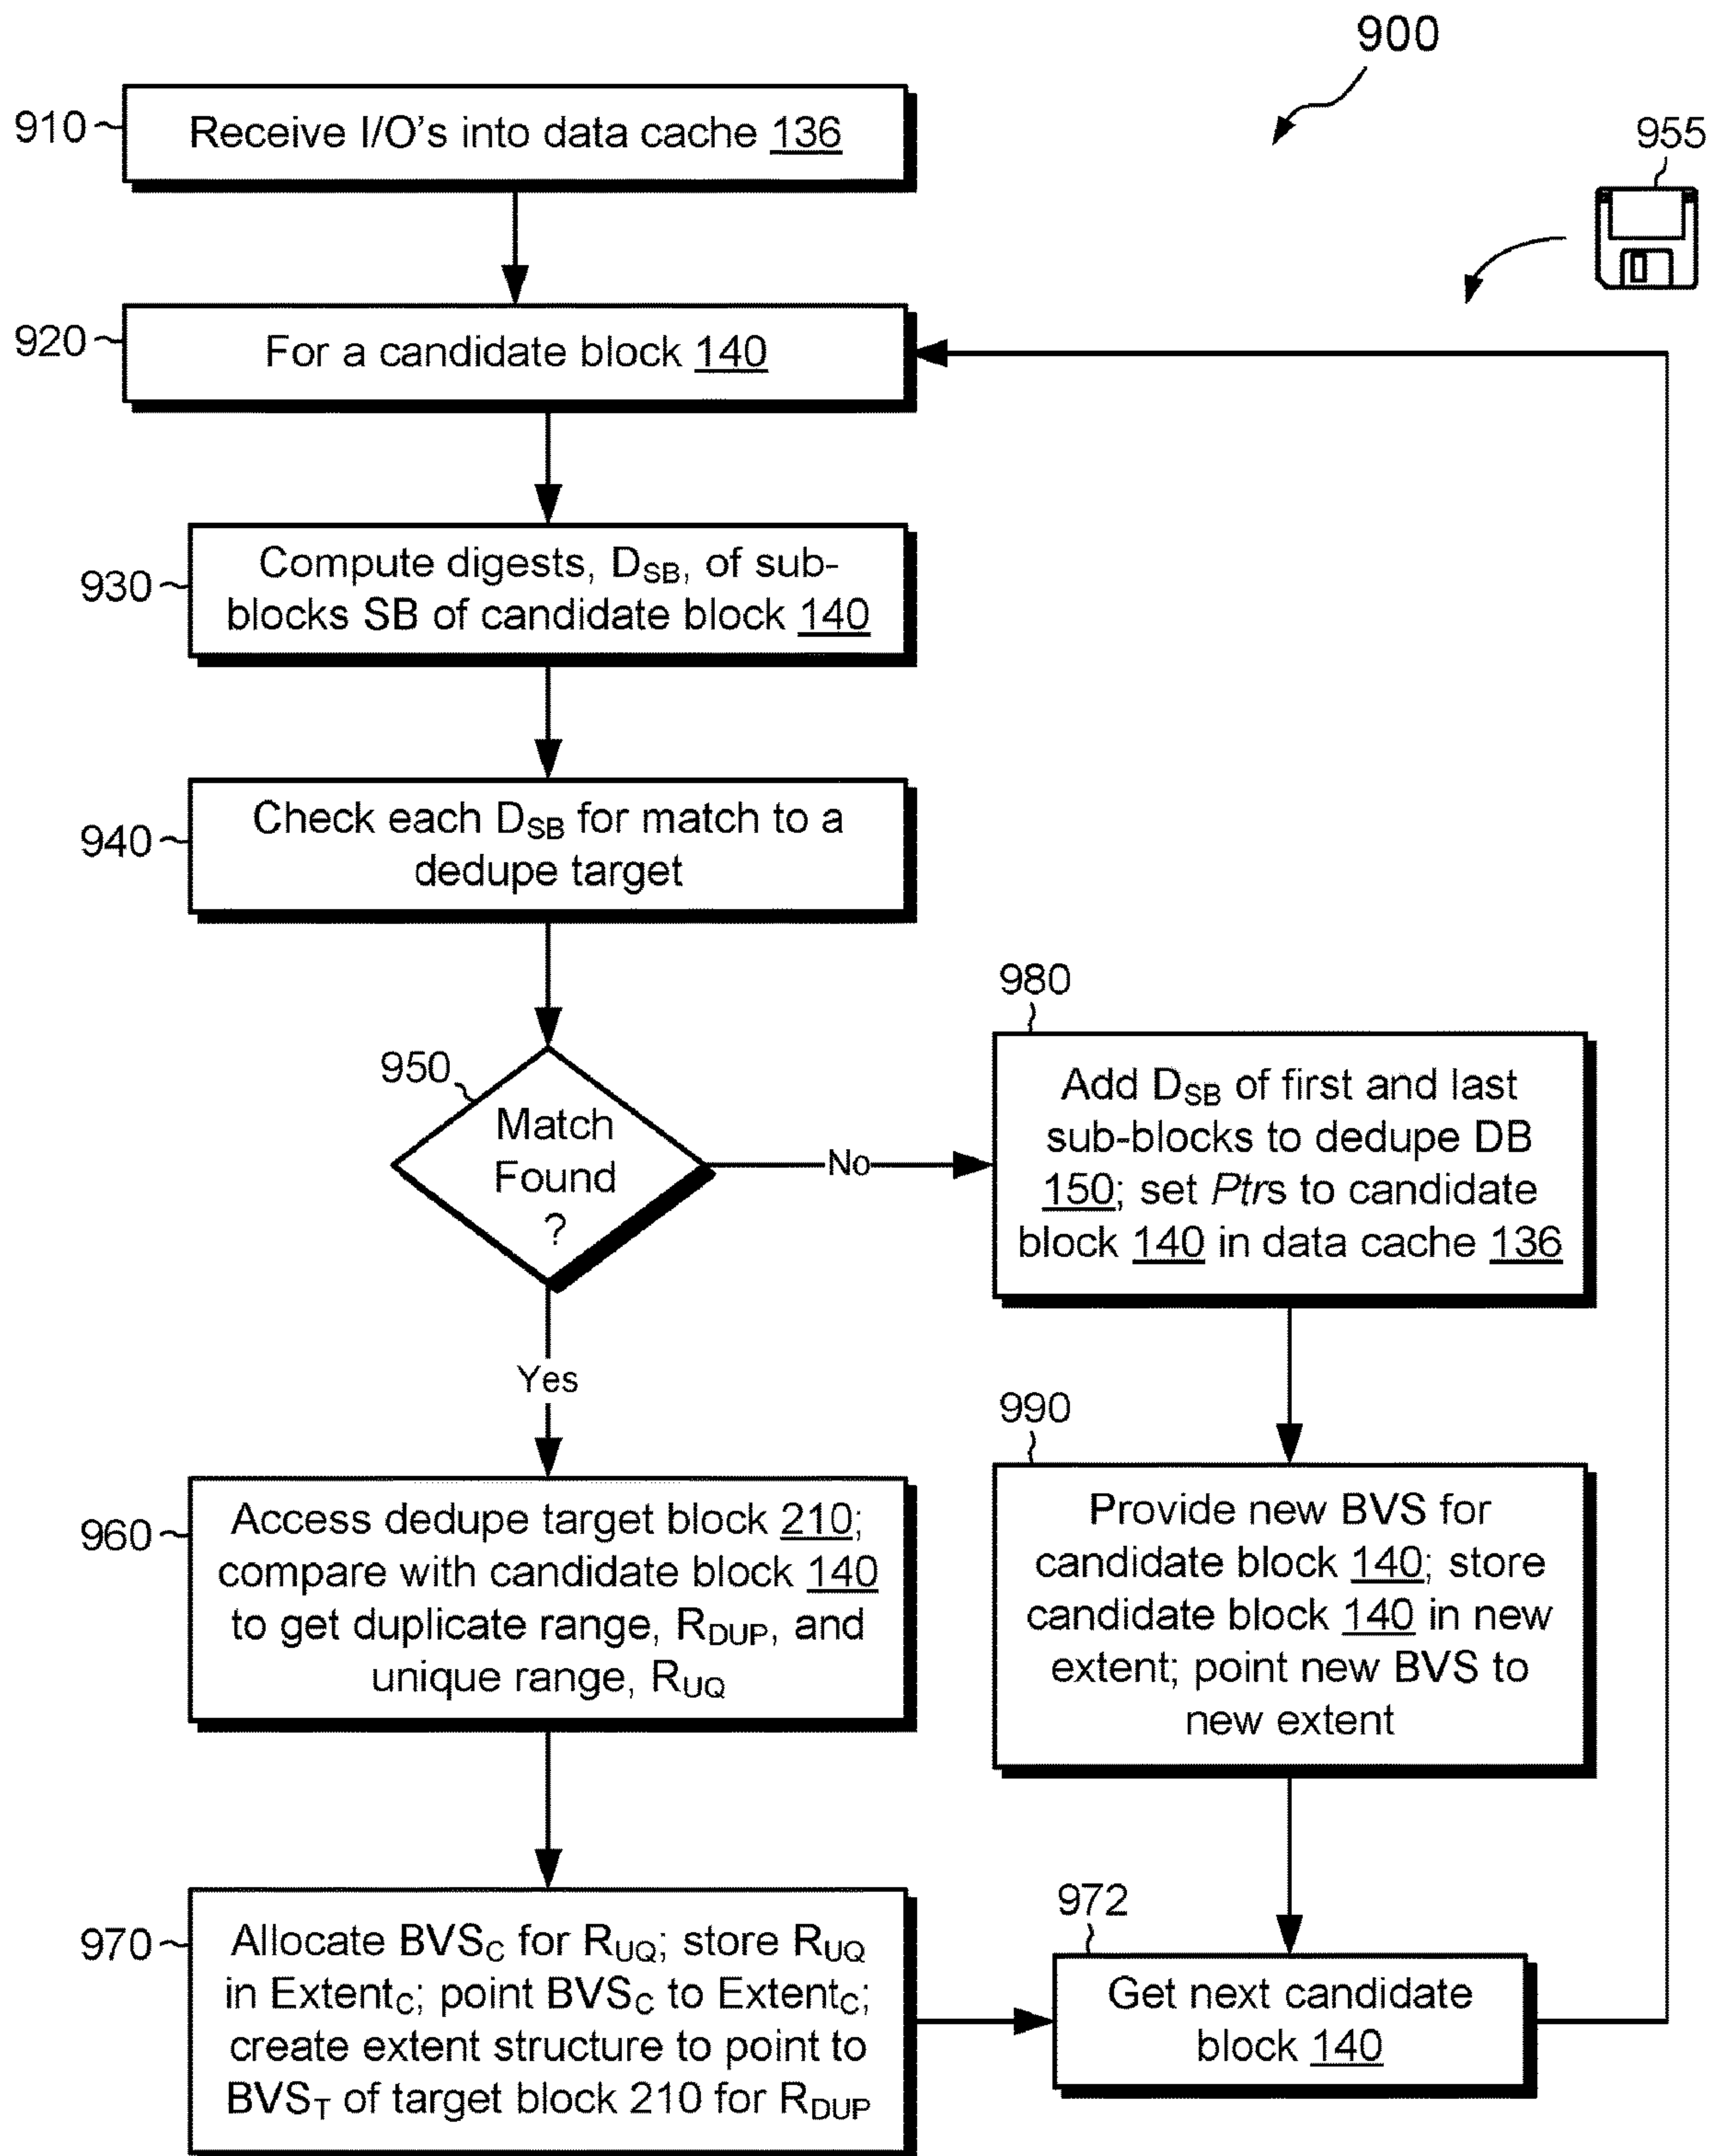 900
910
Receive I/O's into data cache 136
955
920
For a candidate block 140
930
Compute digests, DSB, of sub-
blocks SB of candidate block 140
940
Check each DSB for match to a
dedupe target
950
Match
Found
?
No
Yes
980
Add DSB of first and last
sub-blocks to dedupe DB
150; set Ptrs to candidate
block 140 in data cache 136
960
Access dedupe target block 210;
compare with candidate block 140
to get duplicate range, RDUP, and
unique range, RUQ
990
Provide new BVS for
candidate block 140; store
candidate block 140 in new
extent; point new BVS to
new extent
970
Allocate BVSC for RUQ; store RUQ
in ExtentC; point BVSC to ExtentC;
create extent structure to point to
BVST of target block 210 for RDUP
972
Get next candidate
block 140